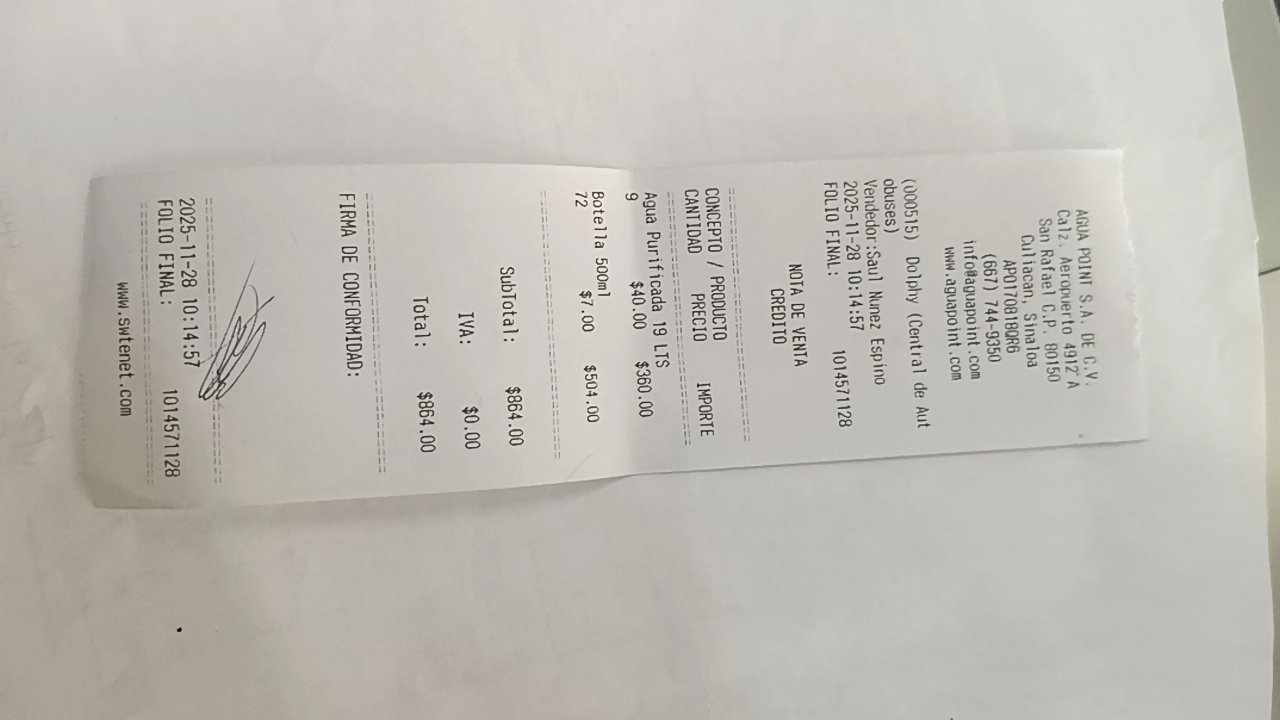 AGUA POINT S.A. DE C.V.
Calz. Aeropuerto 4912 A
San Rafael C.P. 80150
Culiacan, Sinaloa
APO170818QR6
(667) 744-9350
info@aguapoint.com
www.aguapoint.com
(000515) Dolphy (Central de Aut
obuses)
Vendedor:Saul Nunez Espino
2025-11-28 10:14:57
FOLIO FINAL: 1014571128
NOTA DE VENTA
CREDITO
CONCEPTO / PRODUCTO
CANTIDAD PRECIO IMPORTE
Agua Purificada 19 LTS
9 $40.00 $360.00
Botella 500ml
72 $7.00 $504.00
SubTotal: $864.00
IVA: $0.00
Total: $864.00
FIRMA DE CONFORMIDAD:
2025-11-28 10:14:57
FOLIO FINAL: 1014571128
www.swtenet.com